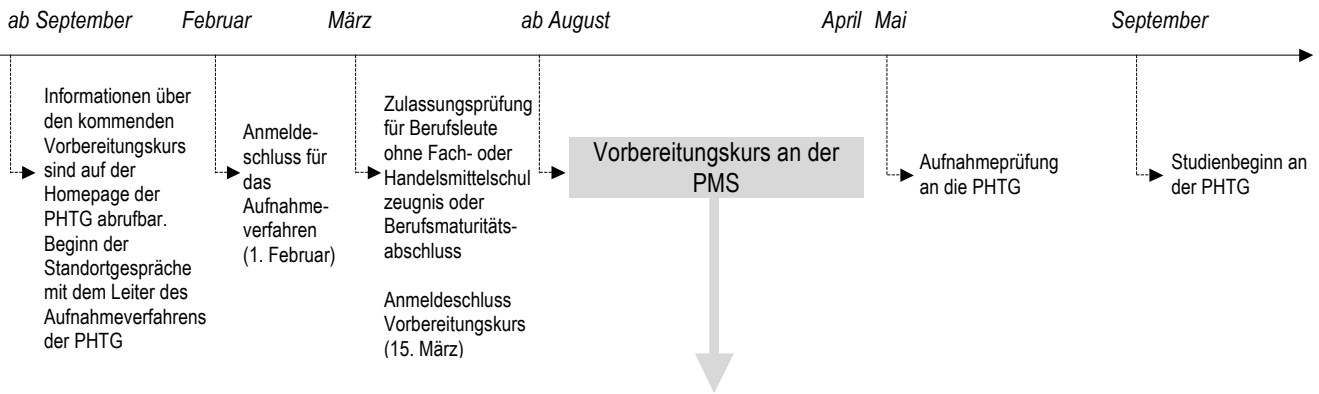 ab September Februar März ab August April Mai September
Informationen über
den kommenden
Vorbereitungskurs
sind auf der
Homepage der
PHTG abrufbar.
Beginn der
Standortgespräche
mit dem Leiter des
Aufnahmeverfahrens
der PHTG
Anmelde-
schluss für
das
Aufnahme-
verfahren
(1. Februar)
Zulassungsprüfung
für Berufsleute
ohne Fach- oder
Handelsmittelschul
zeugnis oder
Berufsmaturitäts-
abschluss
Anmeldeschluss
Vorbereitungskurs
(15. März)
Vorbereitungskurs an der
PMS
Aufnahmeprüfung
an die PHTG
Studienbeginn an
der PHTG